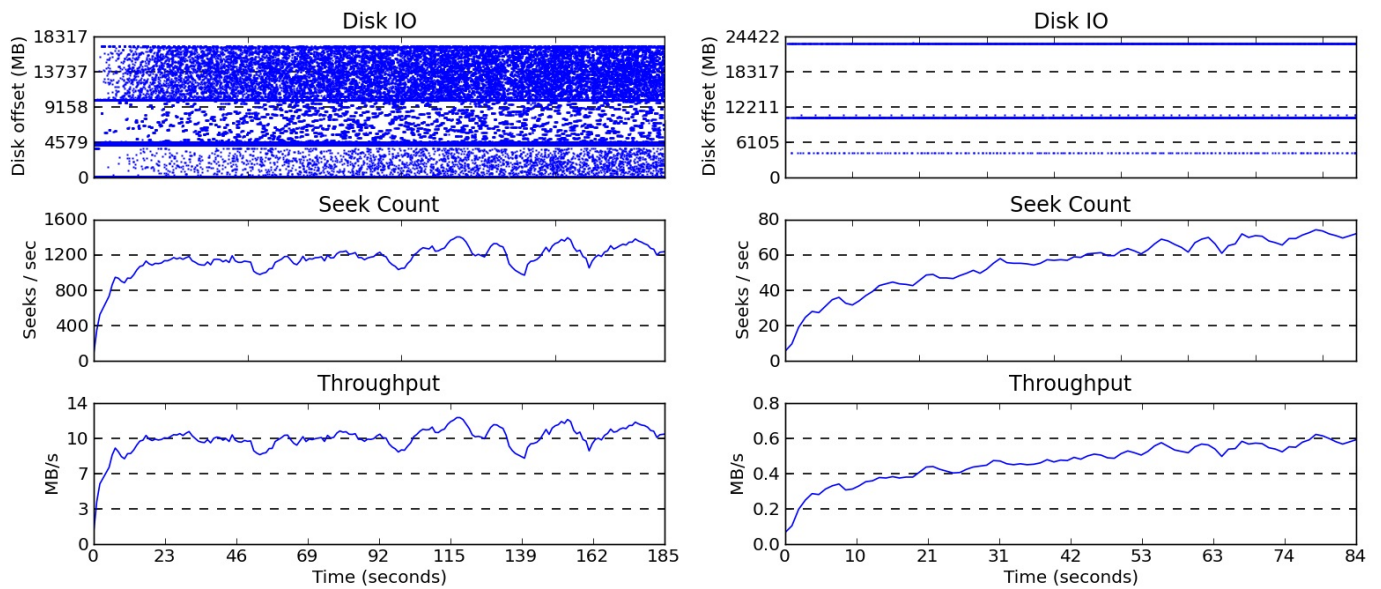 Disk IO
Disk offset (MB)
18317
13737
9158
4579
0
Seek Count
Seeks / sec
1600
1200
800
400
0
Throughput
MB/s
14
10
7
3
0
0 23 46 69 92 115 139 162 185
Time (seconds)
Disk IO
Disk offset (MB)
24422
18317
12211
6105
0
Seek Count
Seeks / sec
80
60
40
20
0
Throughput
MB/s
0.8
0.6
0.4
0.2
0.0
0 10 21 31 42 53 63 74 84
Time (seconds)